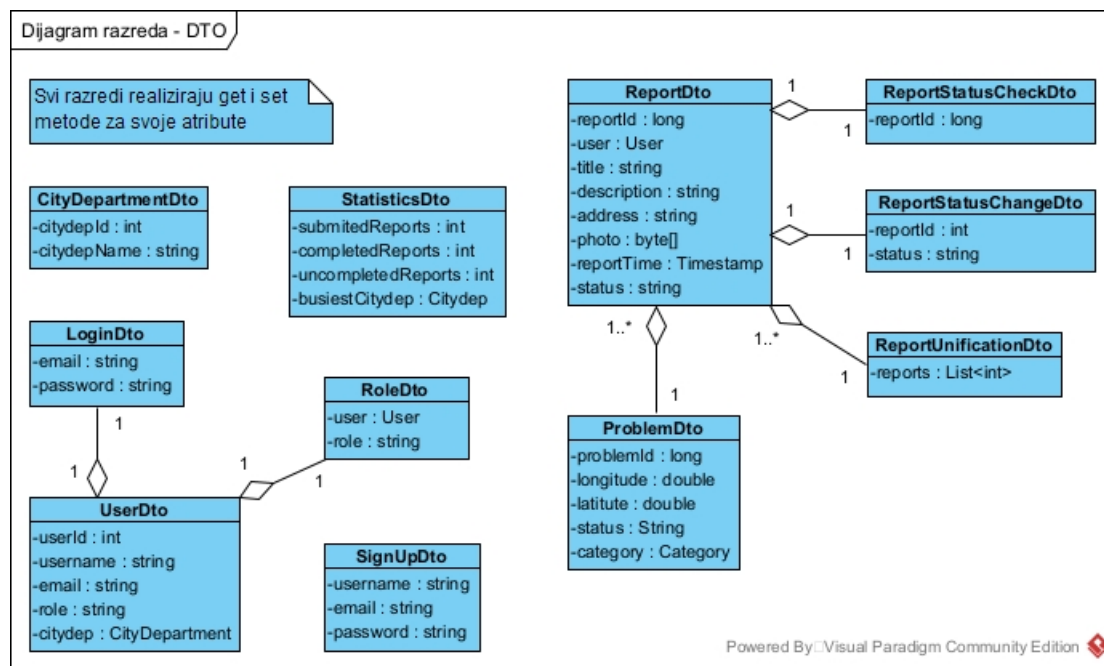 Dijagram razreda - DTO
Svi razredi realiziraju get i set
metode za svoje atribute
CityDepartmentDto
-citydepId : int
-citydepName : string
StatisticsDto
-submitedReports : int
-completedReports : int
-uncompletedReports : int
-busiestCitydep : Citydep
LoginDto
-email : string
-password : string
1
1
RoleDto
-user : User
-role : string
1
1
UserDto
-userId : int
-username : string
-email : string
-role : string
-citydep : CityDepartment
SignUpDto
-username : string
-email : string
-password : string
ReportDto
-reportId : long
-user : User
-title : string
-description : string
-address : string
-photo : byte[]
-reportTime : Timestamp
-status : string
1
1
ReportStatusCheckDto
-reportId : long
1
1
ReportStatusChangeDto
-reportId : int
-status : string
1..*
1
ReportUnificationDto
-reports : List<int>
1..*
1
ProblemDto
-problemId : long
-longitude : double
-latitute : double
-status : String
-category : Category
Powered By Visual Paradigm Community Edition